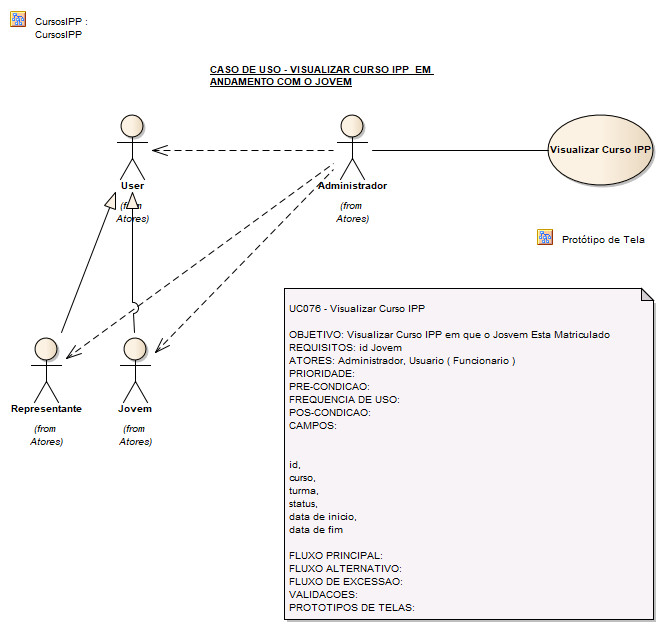 CursosIPP :
CursosIPP
CASO DE USO - VISUALIZAR CURSO IPP EM
ANDAMENTO COM O JOVEM
User
(from
Atores)
Administrador
(from
Atores)
Visualizar Curso IPP
Protótipo de Tela
Representante
(from
Atores)
Jovem
(from
Atores)
UC076 - Visualizar Curso IPP
OBJETIVO: Visualizar Curso IPP em que o Josvem Esta Matriculado
REQUISITOS: id Jovem
ATORES: Administrador, Usuario ( Funcionario )
PRIORIDADE:
PRE-CONDICAO:
FREQUENCIA DE USO:
POS-CONDICAO:
CAMPOS:
id,
curso,
turma,
status,
data de inicio,
data de fim
FLUXO PRINCIPAL:
FLUXO ALTERNATIVO:
FLUXO DE EXCESSAO:
VALIDACOES:
PROTOTIPOS DE TELAS: